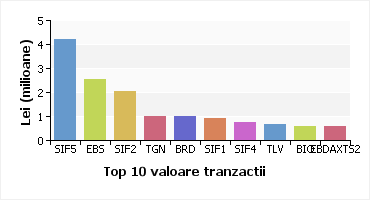 5
4
3
2
1
0
Lei (milioane)
SIF5 EBS SIF2 TGN BRD SIF1 SIF4 TLV BIO EBDAXTS2
Top 10 valoare tranzactii